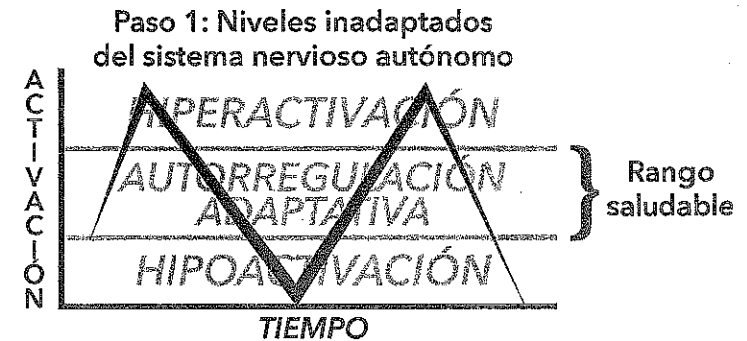 Paso 1: Niveles inadaptados
del sistema nervioso autónomo
ACTIVACIÓN
HIPERACTIVACIÓN
AUTORREGULACIÓN
ADAPTATIVA
HIPOACTIVACIÓN
Rango
saludable
TIEMPO